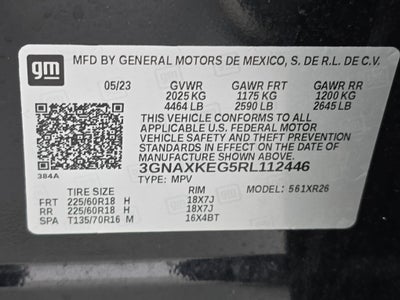 gm
MFD BY GENERAL MOTORS DE MEXICO, S. DE R.L. DE C.V.
05/23 GVWR GAWR FRT GAWR RR
2025 KG 1175 KG 1200 KG
4464 LB 2590 LB 2645 LB
THIS VEHICLE CONFORMS TO ALL
APPLICABLE U.S. FEDERAL MOTOR
VEHICLE SAFETY AND THEFT PREVENTION
STANDARDS IN EFFECT ON THE DATE OF
MANUFACTURE SHOWN ABOVE.
384A
3GNAXKEG5RL112446
TYPE: MPV MODEL: 561XR26
TIRE SIZE RIM
FRT 225/60R18 H 18X7J
RR 225/60R18 H 18X7J
SPA T135/70R16 M 16X4BT